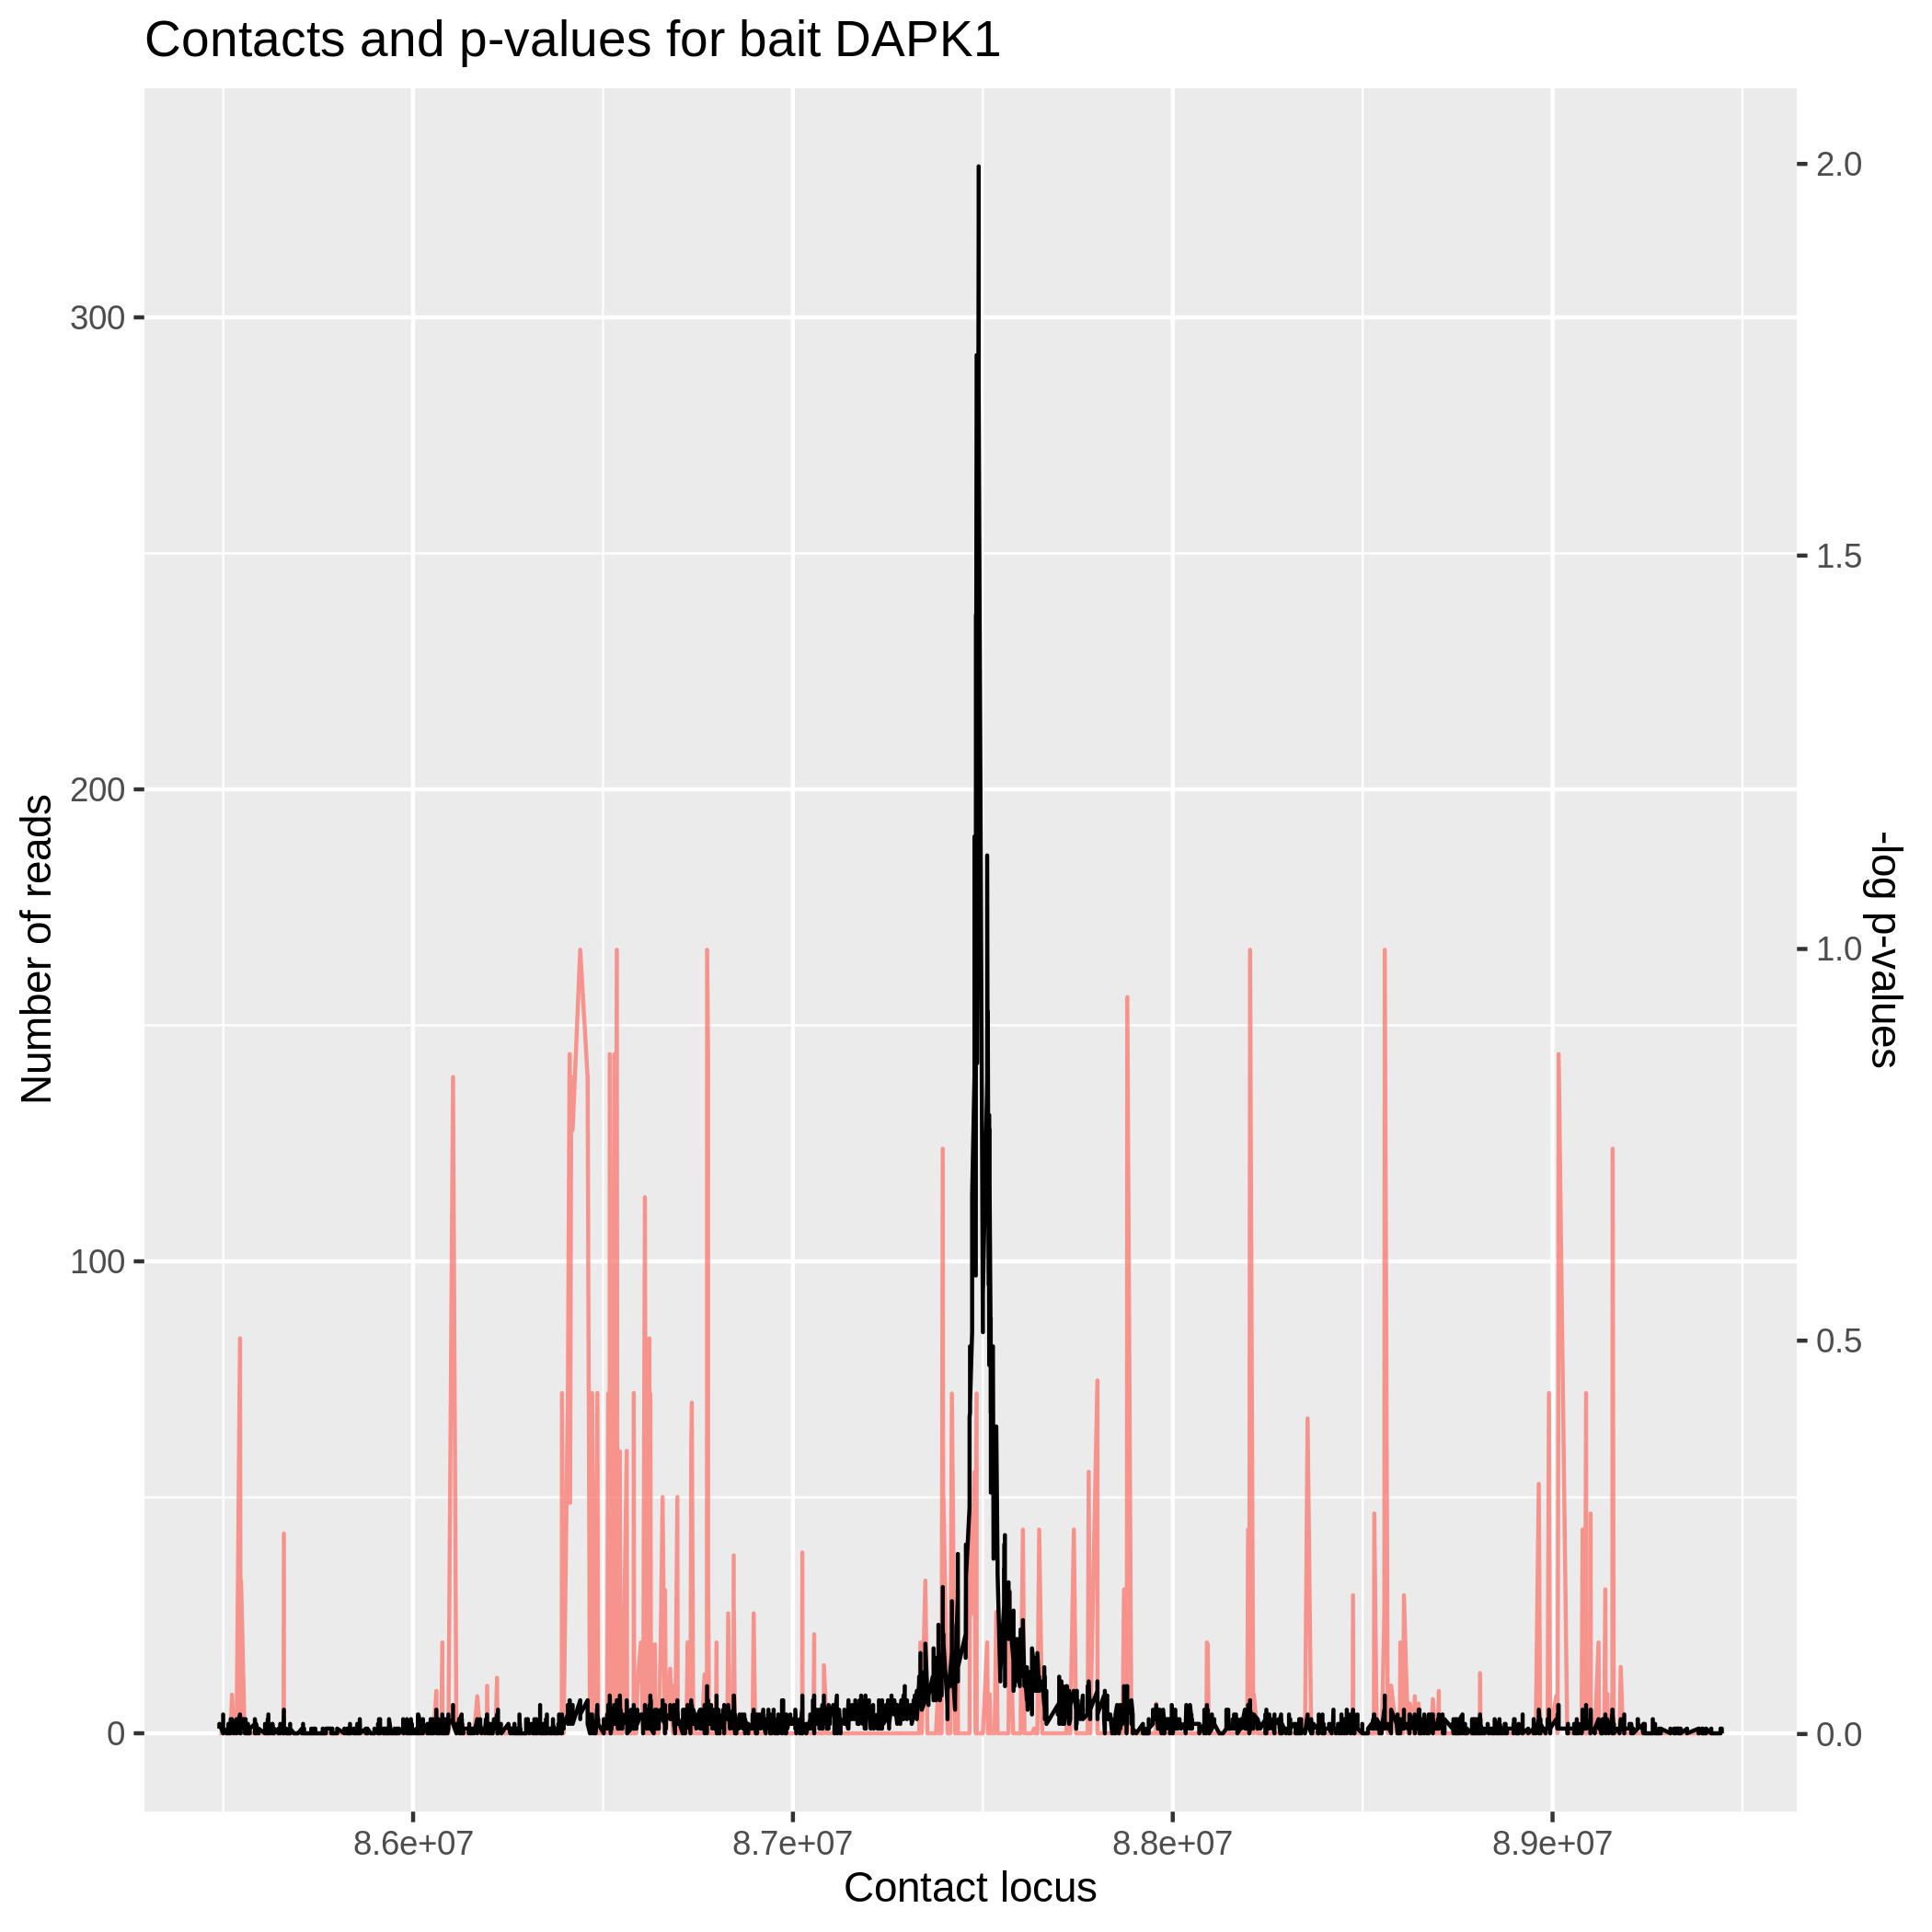 Contacts and p-values for bait DAPK1
Number of reads
300
200
100
0
2.0
1.5
1.0
0.5
0.0
-log p-values
8.6e+07 8.7e+07 8.8e+07 8.9e+07
Contact locus